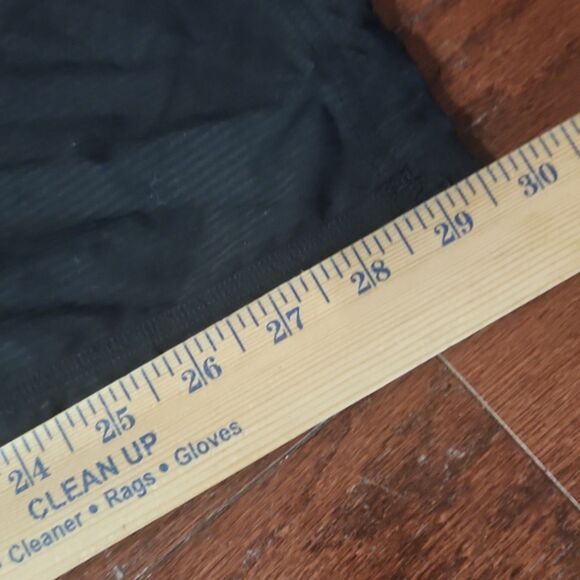 24 25 26 27 28 29 30
CLEAN UP
• Cleaner • Rags • Gloves